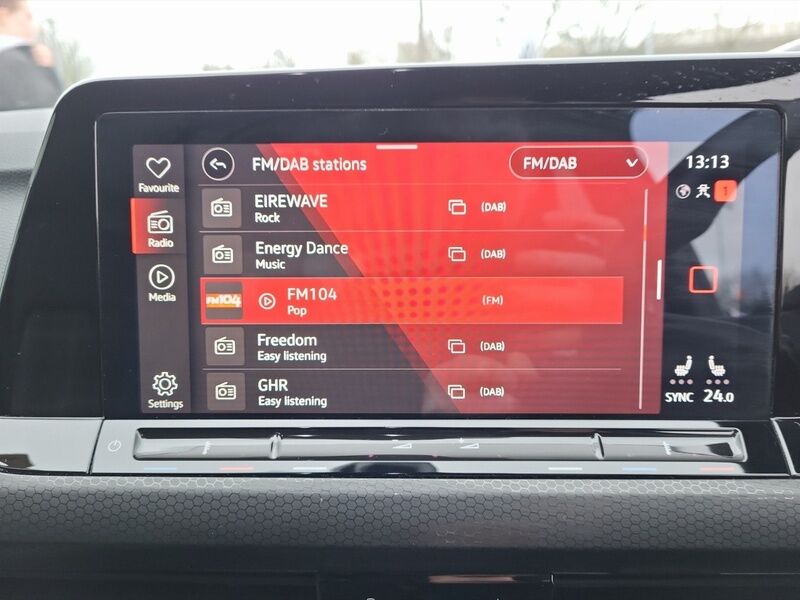 FM/DAB stations
FM/DAB
13:13
Favourite
EIREWAVE
Rock
(DAB)
1
Radio
Energy Dance
Music
(DAB)
Media
FM104
FM104
Pop
(FM)
Freedom
Easy listening
(DAB)
Settings
GHR
Easy listening
(DAB)
SYNC
24.0